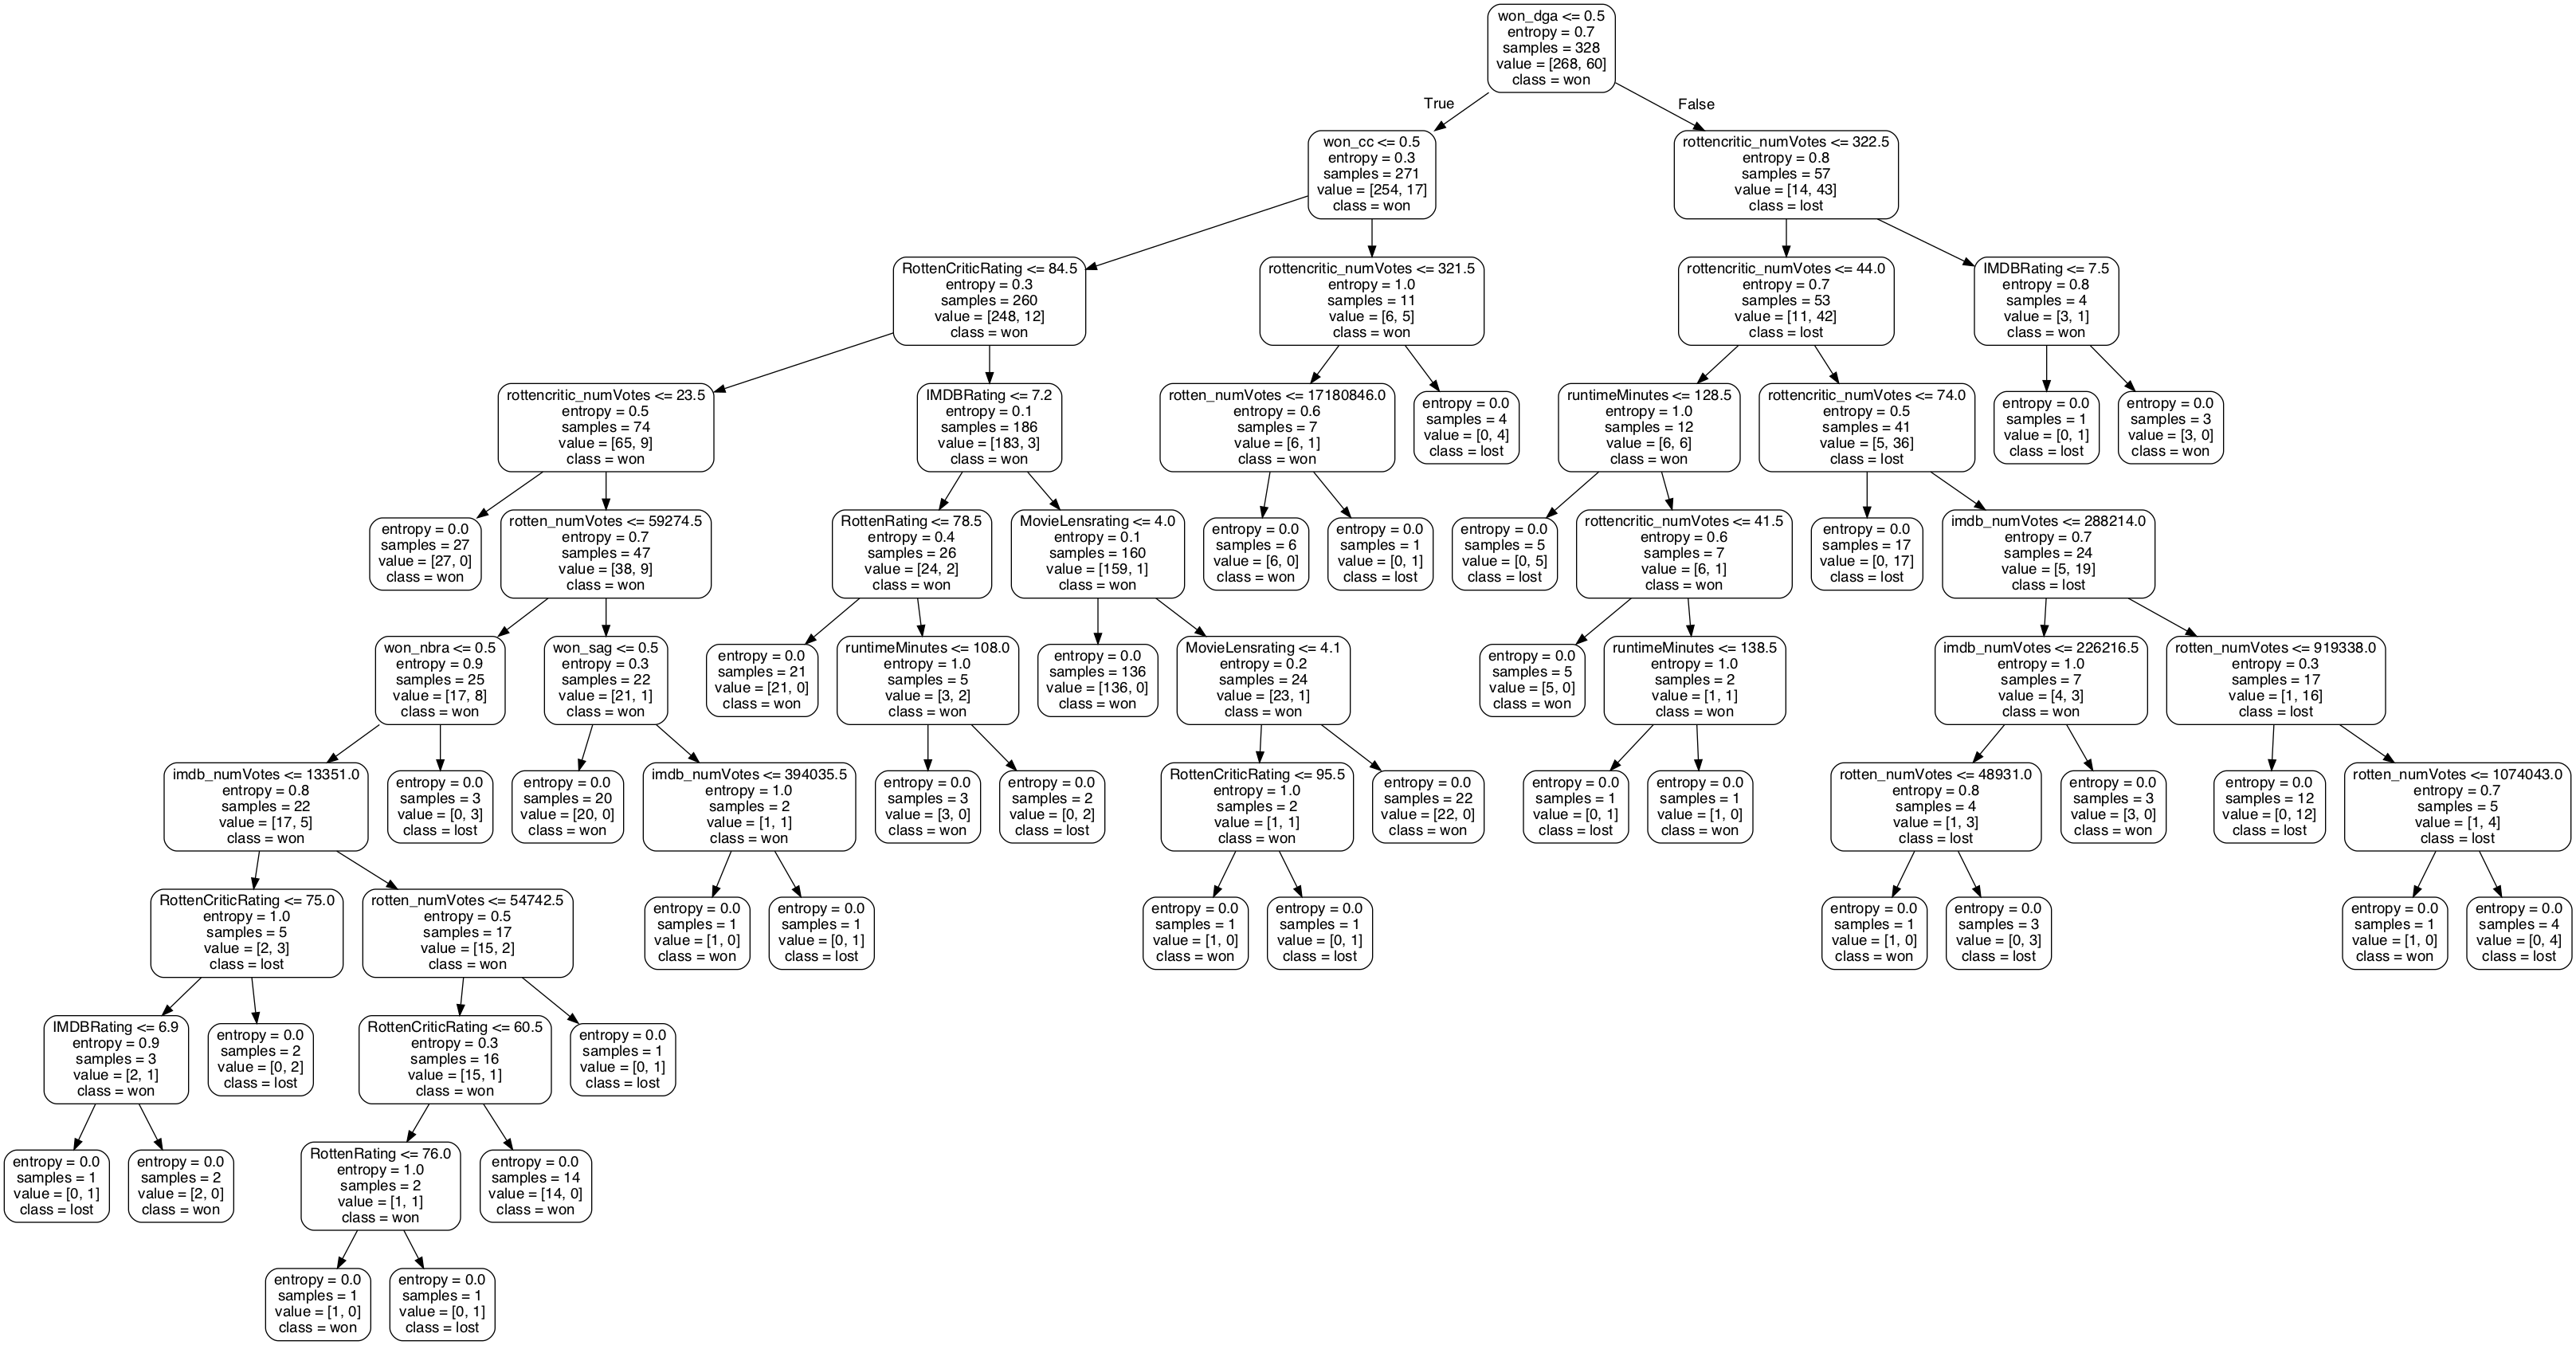 won_dga <= 0.5
entropy = 0.7
samples = 328
value = [268, 60]
class = won
True
False
won_cc <= 0.5
entropy = 0.3
samples = 271
value = [254, 17]
class = won
rottencritic_numVotes <= 322.5
entropy = 0.8
samples = 57
value = [14, 43]
class = lost
RottenCriticRating <= 84.5
entropy = 0.3
samples = 260
value = [248, 12]
class = won
rottencritic_numVotes <= 321.5
entropy = 1.0
samples = 11
value = [6, 5]
class = won
rottencritic_numVotes <= 44.0
entropy = 0.7
samples = 53
value = [11, 42]
class = lost
IMDBRating <= 7.5
entropy = 0.8
samples = 4
value = [3, 1]
class = won
rottencritic_numVotes <= 23.5
entropy = 0.5
samples = 74
value = [65, 9]
class = won
IMDBRating <= 7.2
entropy = 0.1
samples = 186
value = [183, 3]
class = won
rotten_numVotes <= 17180846.0
entropy = 0.6
samples = 7
value = [6, 1]
class = won
entropy = 0.0
samples = 4
value = [0, 4]
class = lost
runtimeMinutes <= 128.5
entropy = 1.0
samples = 12
value = [6, 6]
class = won
rottencritic_numVotes <= 74.0
entropy = 0.5
samples = 41
value = [5, 36]
class = lost
entropy = 0.0
samples = 1
value = [0, 1]
class = lost
entropy = 0.0
samples = 3
value = [3, 0]
class = won
entropy = 0.0
samples = 27
value = [27, 0]
class = won
rotten_numVotes <= 59274.5
entropy = 0.7
samples = 47
value = [38, 9]
class = won
RottenRating <= 78.5
entropy = 0.4
samples = 26
value = [24, 2]
class = won
MovieLensrating <= 4.0
entropy = 0.1
samples = 160
value = [159, 1]
class = won
entropy = 0.0
samples = 6
value = [6, 0]
class = won
entropy = 0.0
samples = 1
value = [0, 1]
class = lost
entropy = 0.0
samples = 5
value = [0, 5]
class = lost
rottencritic_numVotes <= 41.5
entropy = 0.6
samples = 7
value = [6, 1]
class = won
entropy = 0.0
samples = 17
value = [0, 17]
class = lost
imdb_numVotes <= 288214.0
entropy = 0.7
samples = 24
value = [5, 19]
class = lost
won_nbra <= 0.5
entropy = 0.9
samples = 25
value = [17, 8]
class = won
won_sag <= 0.5
entropy = 0.3
samples = 22
value = [21, 1]
class = won
entropy = 0.0
samples = 21
value = [21, 0]
class = won
runtimeMinutes <= 108.0
entropy = 1.0
samples = 5
value = [3, 2]
class = won
entropy = 0.0
samples = 136
value = [136, 0]
class = won
MovieLensrating <= 4.1
entropy = 0.2
samples = 24
value = [23, 1]
class = won
entropy = 0.0
samples = 5
value = [5, 0]
class = won
runtimeMinutes <= 138.5
entropy = 1.0
samples = 2
value = [1, 1]
class = won
imdb_numVotes <= 226216.5
entropy = 1.0
samples = 7
value = [4, 3]
class = won
rotten_numVotes <= 919338.0
entropy = 0.3
samples = 17
value = [1, 16]
class = lost
imdb_numVotes <= 13351.0
entropy = 0.8
samples = 22
value = [17, 5]
class = won
entropy = 0.0
samples = 3
value = [0, 3]
class = lost
entropy = 0.0
samples = 20
value = [20, 0]
class = won
imdb_numVotes <= 394035.5
entropy = 1.0
samples = 2
value = [1, 1]
class = won
entropy = 0.0
samples = 3
value = [3, 0]
class = won
entropy = 0.0
samples = 2
value = [0, 2]
class = lost
RottenCriticRating <= 95.5
entropy = 1.0
samples = 2
value = [1, 1]
class = won
entropy = 0.0
samples = 22
value = [22, 0]
class = won
entropy = 0.0
samples = 1
value = [0, 1]
class = lost
entropy = 0.0
samples = 1
value = [1, 0]
class = won
rotten_numVotes <= 48931.0
entropy = 0.8
samples = 4
value = [1, 3]
class = lost
entropy = 0.0
samples = 3
value = [3, 0]
class = won
entropy = 0.0
samples = 12
value = [0, 12]
class = lost
rotten_numVotes <= 1074043.0
entropy = 0.7
samples = 5
value = [1, 4]
class = lost
RottenCriticRating <= 75.0
entropy = 1.0
samples = 5
value = [2, 3]
class = lost
rotten_numVotes <= 54742.5
entropy = 0.5
samples = 17
value = [15, 2]
class = won
entropy = 0.0
samples = 1
value = [1, 0]
class = won
entropy = 0.0
samples = 1
value = [0, 1]
class = lost
entropy = 0.0
samples = 1
value = [1, 0]
class = won
entropy = 0.0
samples = 1
value = [0, 1]
class = lost
entropy = 0.0
samples = 1
value = [1, 0]
class = won
entropy = 0.0
samples = 3
value = [0, 3]
class = lost
entropy = 0.0
samples = 1
value = [1, 0]
class = won
entropy = 0.0
samples = 4
value = [0, 4]
class = lost
IMDBRating <= 6.9
entropy = 0.9
samples = 3
value = [2, 1]
class = won
entropy = 0.0
samples = 2
value = [0, 2]
class = lost
RottenCriticRating <= 60.5
entropy = 0.3
samples = 16
value = [15, 1]
class = won
entropy = 0.0
samples = 1
value = [0, 1]
class = lost
entropy = 0.0
samples = 1
value = [0, 1]
class = lost
entropy = 0.0
samples = 2
value = [2, 0]
class = won
RottenRating <= 76.0
entropy = 1.0
samples = 2
value = [1, 1]
class = won
entropy = 0.0
samples = 14
value = [14, 0]
class = won
entropy = 0.0
samples = 1
value = [1, 0]
class = won
entropy = 0.0
samples = 1
value = [0, 1]
class = lost